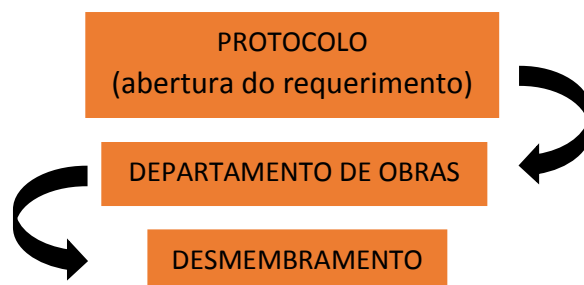 PROTOCOLO
(abertura do requerimento)
DEPARTAMENTO DE OBRAS
DESMEMBRAMENTO